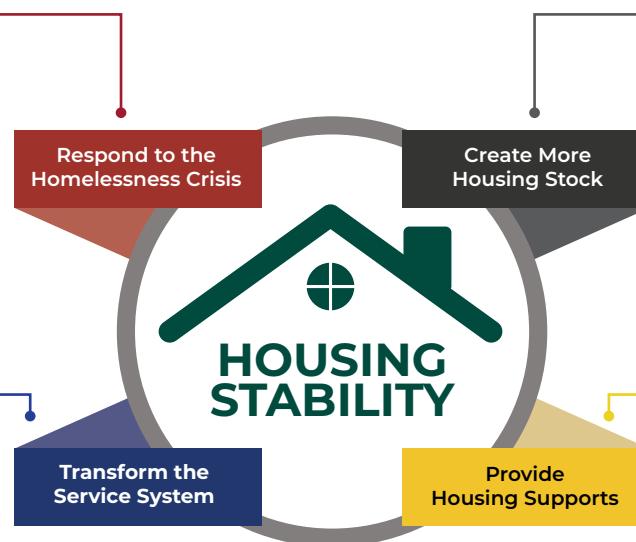 Respond to the
Homelessness Crisis
Create More
Housing Stock
HOUSING
STABILITY
Transform the
Service System
Provide
Housing Supports